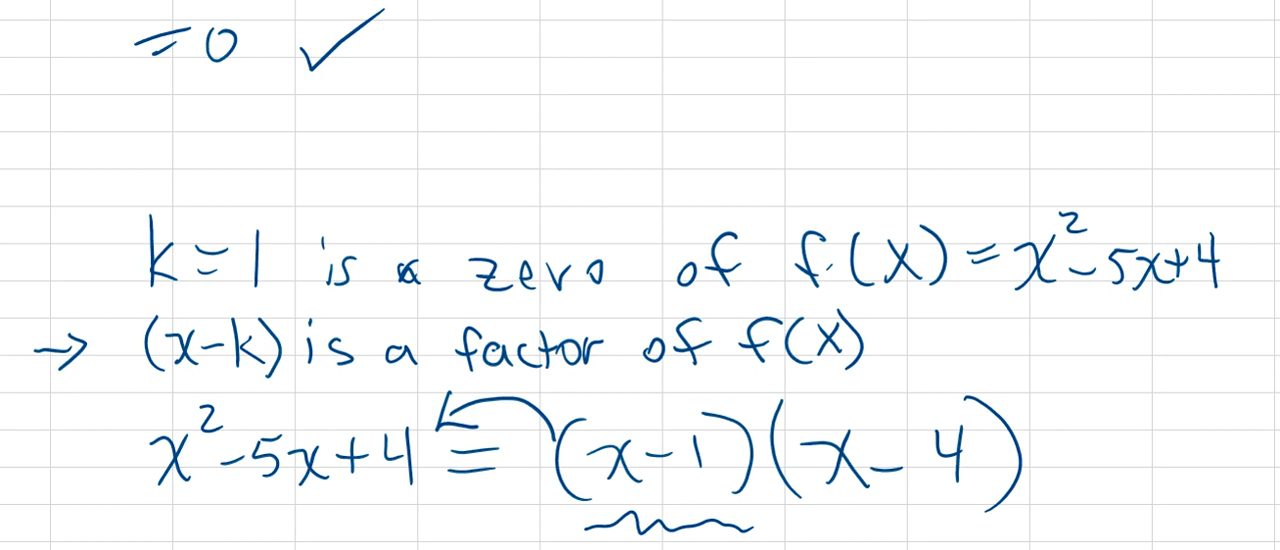 =0 ✓
k=1 is a zero of f(x)=x²-5x+4
→ (x-k) is a factor of f(x)
x²-5x+4 = (x-1)(x-4)